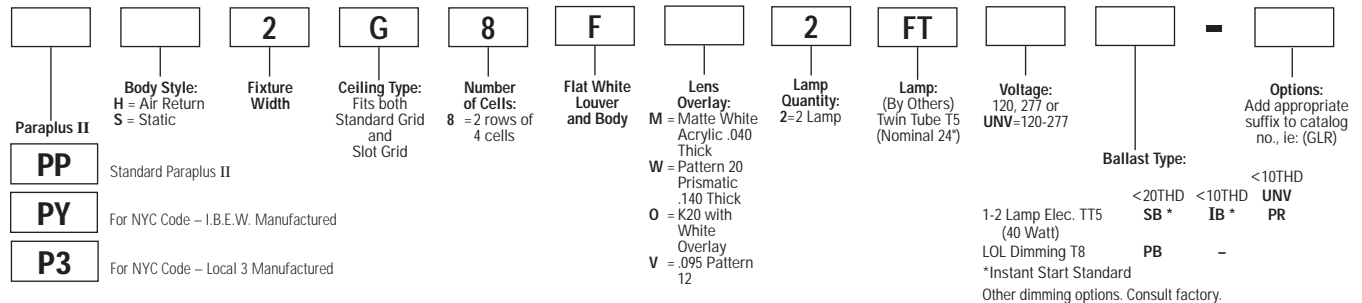 2
G
8
F
2
FT
-
Paraplus II
Body Style:
H = Air Return
S = Static
Fixture
Width
Ceiling Type:
Fits both
Standard Grid
and
Slot Grid
Number
of Cells:
8 = 2 rows of
4 cells
Flat White
Louver
and Body
Lens
Overlay:
M = Matte White
Acrylic .040
Thick
W = Pattern 20
Prismatic
.140 Thick
O = K20 with
White
Overlay
V = .095 Pattern
12
Lamp
Quantity:
2=2 Lamp
Lamp:
(By Others)
Twin Tube T5
(Nominal 24")
Voltage:
120, 277 or
UNV=120-277
Options:
Add appropriate
suffix to catalog
no., ie: (GLR)
PP Standard Paraplus II
PY For NYC Code – I.B.E.W. Manufactured
P3 For NYC Code – Local 3 Manufactured
Ballast Type:
<10THD
<20THD <10THD UNV
1-2 Lamp Elec. TT5 SB * IB * PR
(40 Watt)
LOL Dimming T8 PB –
*Instant Start Standard
Other dimming options. Consult factory.